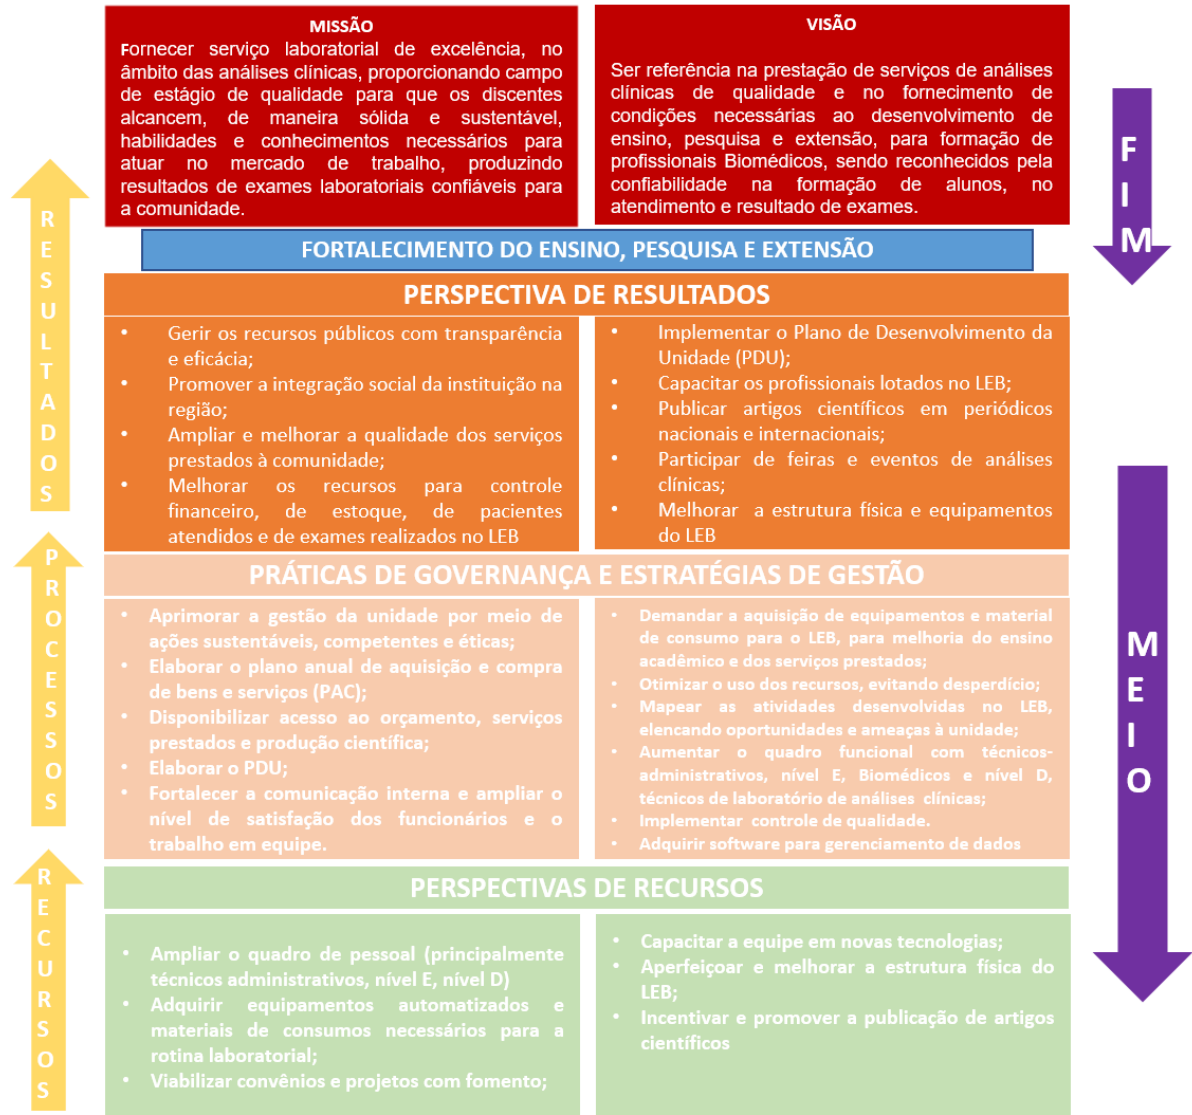 MISSÃO
Fornecer serviço laboratorial de excelência, no
âmbito das análises clínicas, proporcionando campo
de estágio de qualidade para que os discentes
alcancem, de maneira sólida e sustentável,
habilidades e conhecimentos necessários para
atuar no mercado de trabalho, produzindo
resultados de exames laboratoriais confiáveis para
a comunidade.
VISÃO
Ser referência na prestação de serviços de análises
clínicas de qualidade e no fornecimento de
condições necessárias ao desenvolvimento de
ensino, pesquisa e extensão, para formação de
profissionais Biomédicos, sendo reconhecidos pela
confiabilidade na formação de alunos, no
atendimento e resultado de exames.
FIM
FORTALECIMENTO DO ENSINO, PESQUISA E EXTENSÃO
RESULTADOS
PERSPECTIVA DE RESULTADOS
• Gerir os recursos públicos com transparência
e eficácia;
• Promover a integração social da instituição na
região;
• Ampliar e melhorar a qualidade dos serviços
prestados à comunidade;
• Melhorar os recursos para controle
financeiro, de estoque, de pacientes
atendidos e de exames realizados no LEB
• Implementar o Plano de Desenvolvimento da
Unidade (PDU);
• Capacitar os profissionais lotados no LEB;
• Publicar artigos científicos em periódicos
nacionais e internacionais;
• Participar de feiras e eventos de análises
clínicas;
• Melhorar a estrutura física e equipamentos
do LEB
MEIO
PROCESSOS
PRÁTICAS DE GOVERNANÇA E ESTRATÉGIAS DE GESTÃO
• Aprimorar a gestão da unidade por meio de
ações sustentáveis, competentes e éticas;
• Elaborar o plano anual de aquisição e compra
de bens e serviços (PAC);
• Disponibilizar acesso ao orçamento, serviços
prestados e produção científica;
• Elaborar o PDU;
• Fortalecer a comunicação interna e ampliar o
nível de satisfação dos funcionários e o
trabalho em equipe.
• Demandar a aquisição de equipamentos e material
de consumo para o LEB, para melhoria do ensino
acadêmico e dos serviços prestados;
• Otimizar o uso dos recursos, evitando desperdício;
• Mapear as atividades desenvolvidas no LEB,
elencando oportunidades e ameaças à unidade;
• Aumentar o quadro funcional com técnicos-
administrativos, nível E, Biomédicos e nível D,
técnicos de laboratório de análises clínicas;
• Implementar controle de qualidade.
• Adquirir software para gerenciamento de dados
RECURSOS
PERSPECTIVAS DE RECURSOS
• Ampliar o quadro de pessoal (principalmente
técnicos administrativos, nível E, nível D)
• Adquirir equipamentos automatizados e
materiais de consumos necessários para a
rotina laboratorial;
• Viabilizar convênios e projetos com fomento;
• Capacitar a equipe em novas tecnologias;
• Aperfeiçoar e melhorar a estrutura física do
LEB;
• Incentivar e promover a publicação de artigos
científicos